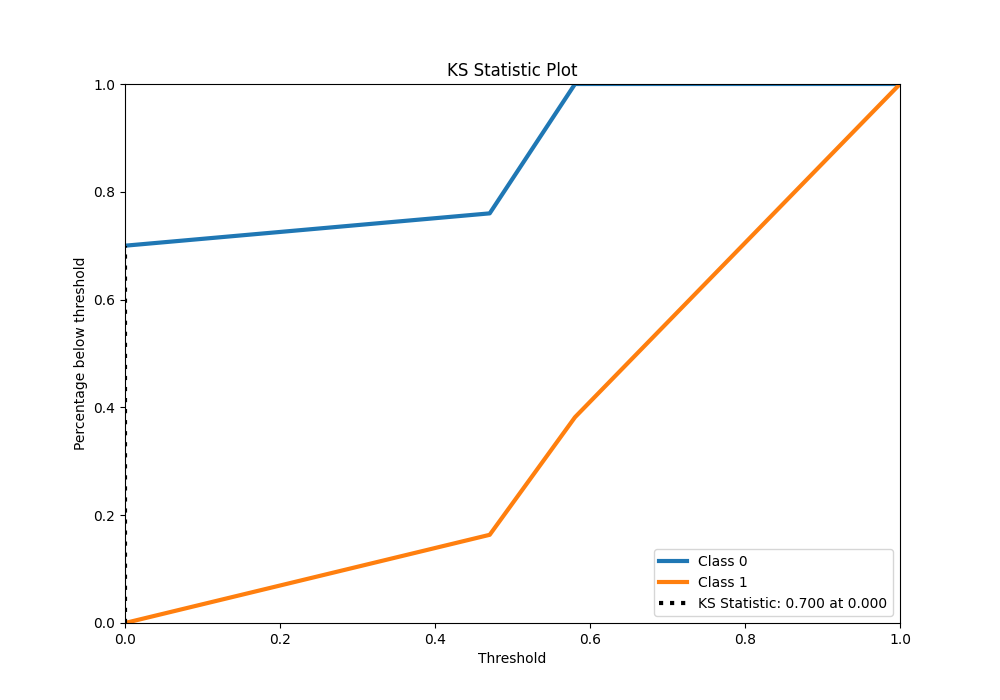 KS Statistic Plot
1.0
0.8
0.6
0.4
0.2
0.0
Percentage below threshold
0.0 0.2 0.4 0.6 0.8 1.0
Threshold
Class 0
Class 1
KS Statistic: 0.700 at 0.000